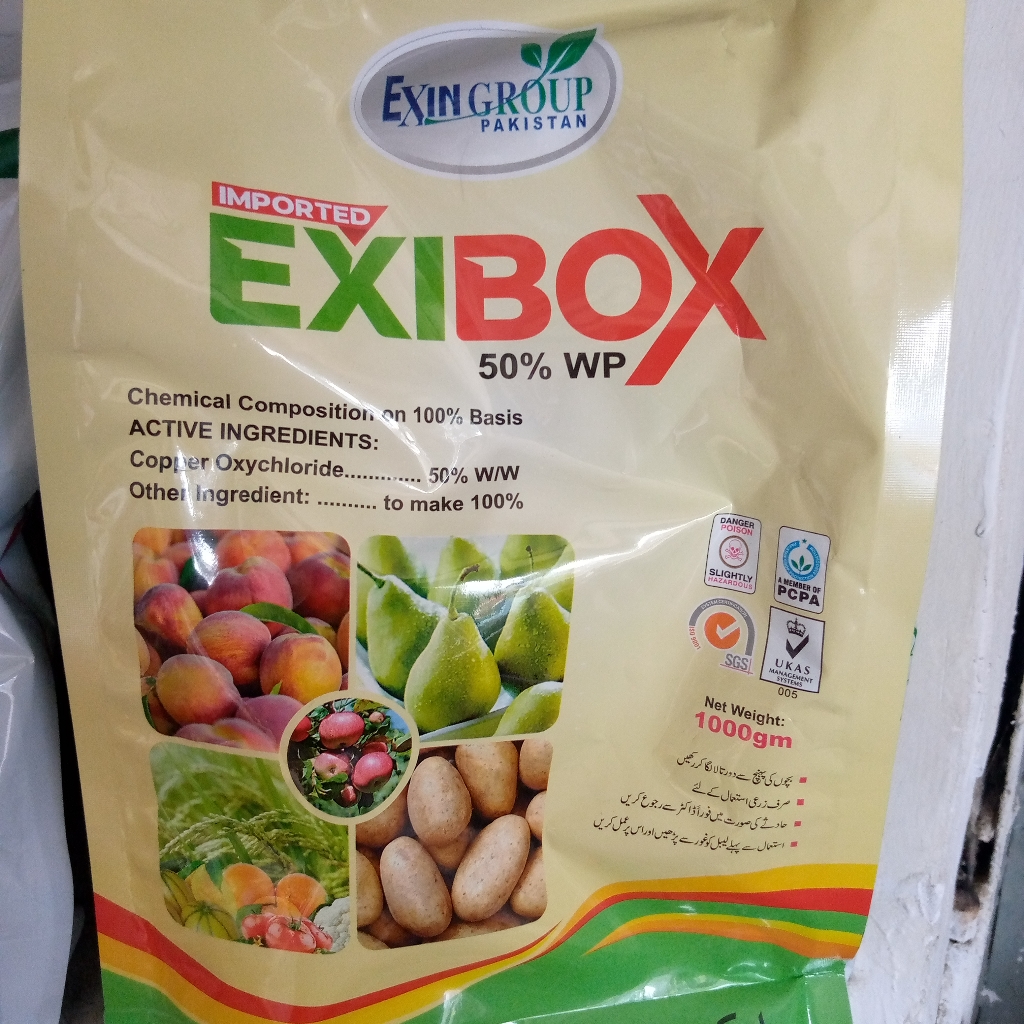 EXIN GROUP
PAKISTAN
IMPORTED
EXIBOX
50% WP
Chemical Composition on 100% Basis
ACTIVE INGREDIENTS:
Copper Oxychloride............. 50% W/W
Other Ingredient: .......... to make 100%
DANGER
POISON
SLIGHTLY
HAZARDOUS
A MEMBER OF
PCPA
SGS
UKAS
MANAGEMENT
SYSTEMS
005
Net Weight:
1000gm
بچوں کی پہنچ سے دور تالا لگا کر رکھیں
صرف زرعی استعمال کے لئے
حادثے کی صورت میں فوراً ڈاکٹر سے رجوع کریں
استعمال سے پہلے لیبل کو غور سے پڑھیں اور اس پر عمل کریں